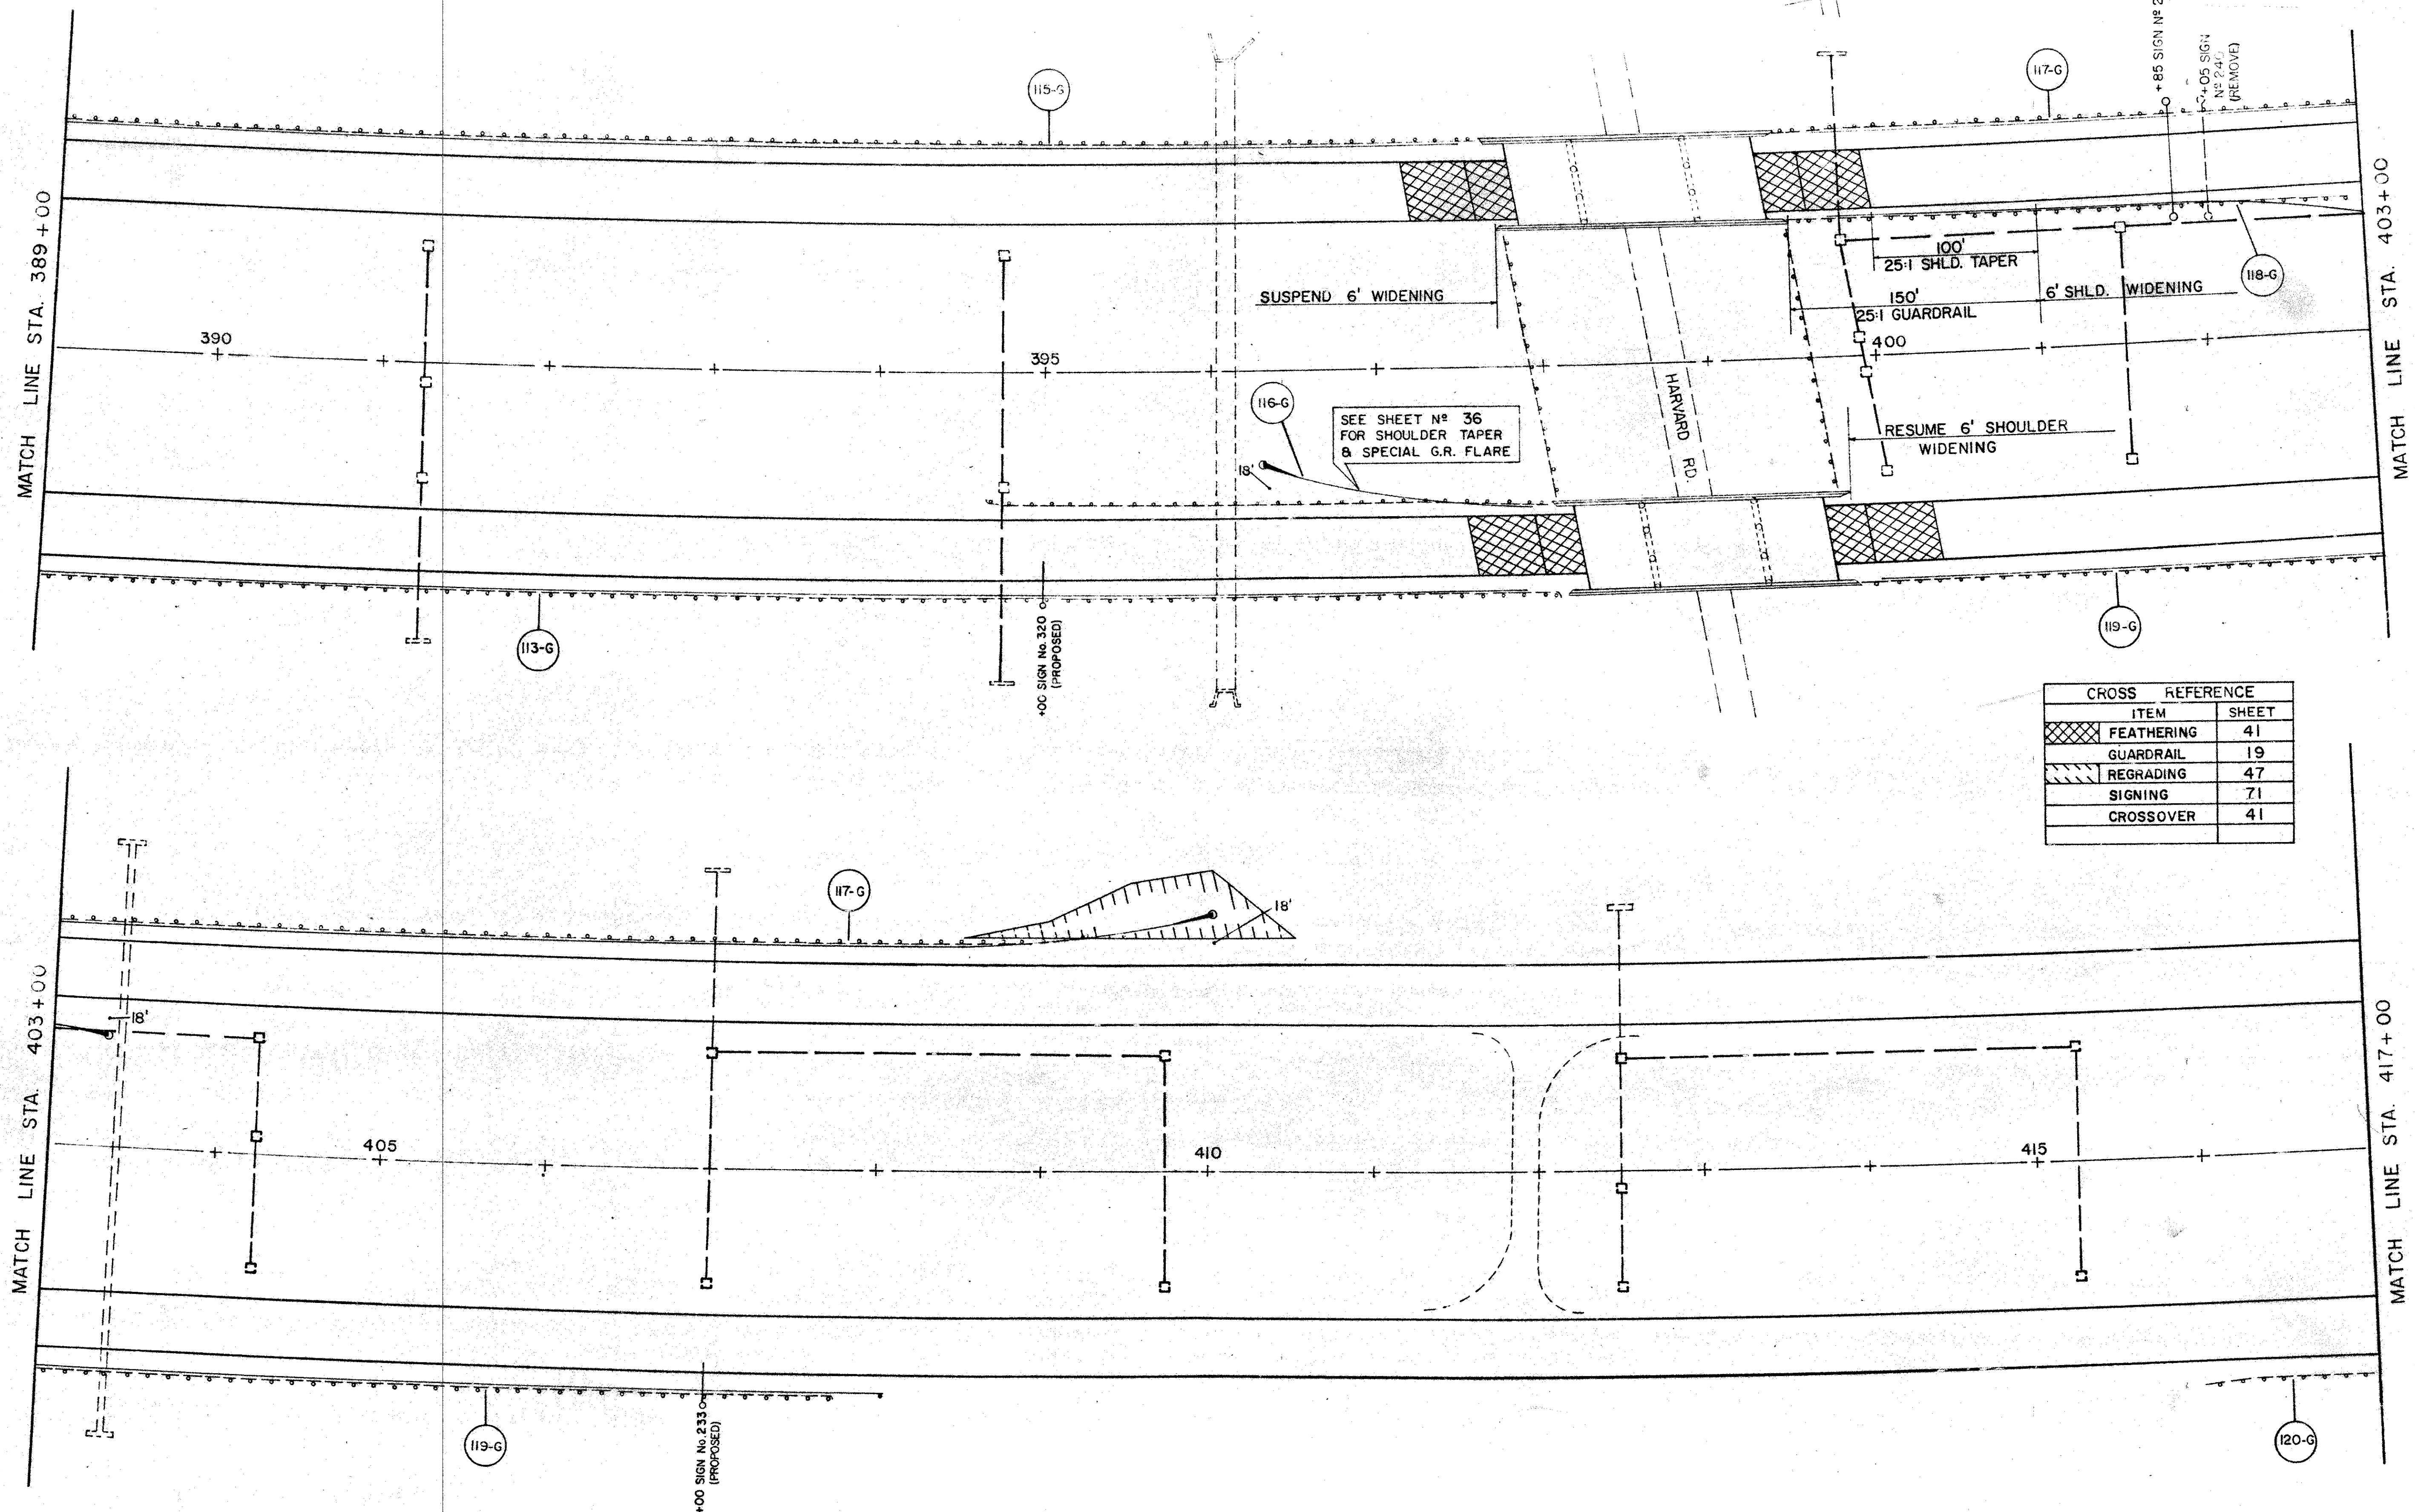 MATCH LINE STA. 389+00
115-G
117-G
+85 SIGN Nº 2
+05 SIGN
Nº 240
(REMOVE)
MATCH LINE STA. 403+00
100'
25:1 SHLD. TAPER
118-G
SUSPEND 6' WIDENING
150'
25:1 GUARDRAIL
6' SHLD. WIDENING
390
395
400
116-G
SEE SHEET Nº 36
FOR SHOULDER TAPER
& SPECIAL G.R. FLARE
18'
HARVARD RD.
RESUME 6' SHOULDER
WIDENING
113-G
+00 SIGN No. 320
(PROPOSED)
119-G
CROSS REFERENCE
ITEM SHEET
FEATHERING 41
GUARDRAIL 19
REGRADING 47
SIGNING 71
CROSSOVER 41
MATCH LINE STA. 403+00
117-G
18'
18'
405
410
415
MATCH LINE STA. 417+00
119-G
+00 SIGN No. 233
(PROPOSED)
120-G